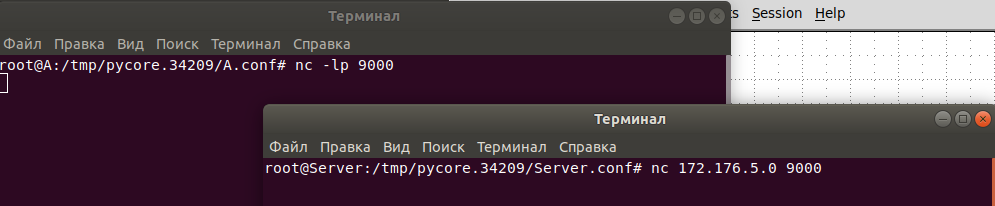 Терминал
Session Help
Файл Правка Вид Поиск Терминал Справка
root@A:/tmp/pycore.34209/A.conf# nc -lp 9000
Терминал
Файл Правка Вид Поиск Терминал Справка
root@Server:/tmp/pycore.34209/Server.conf# nc 172.176.5.0 9000